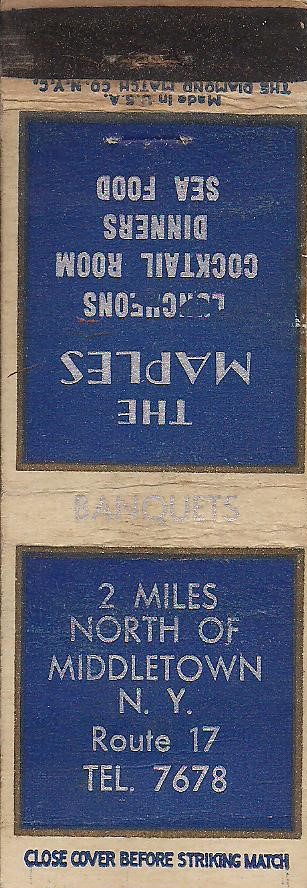 Made in U.S.A.
THE DIAMOND MATCH CO. N.Y.C.
THE
MAPLES
LUNCHEONS
COCKTAIL ROOM
DINNERS
SEA FOOD
BANQUETS
2 MILES
NORTH OF
MIDDLETOWN
N. Y.
Route 17
TEL. 7678
CLOSE COVER BEFORE STRIKING MATCH